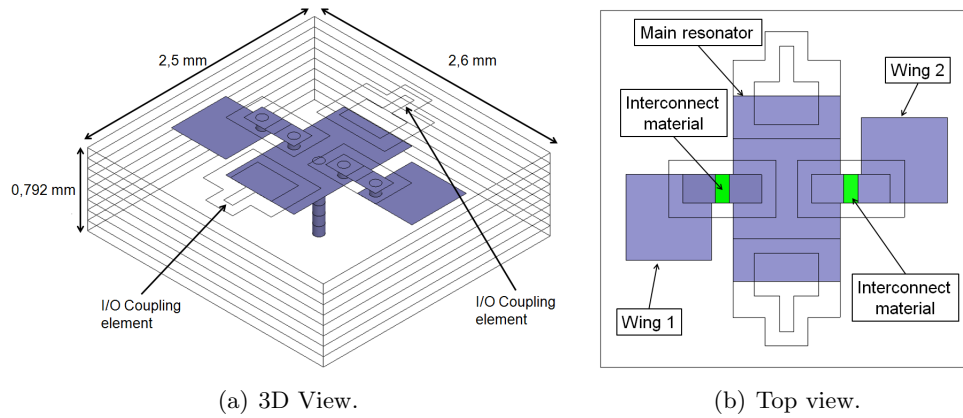 2,5 mm
2,6 mm
0,792 mm
I/O Coupling
element
I/O Coupling
element
(a) 3D View.
Main resonator
Wing 2
Interconnect
material
Wing 1
Interconnect
material
(b) Top view.